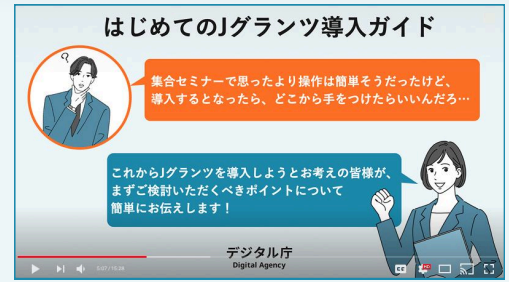 はじめてのJグランツ導入ガイド
集合セミナーで思ったより操作は簡単そうだったけど、
導入するとなったら、どこから手をつけたらいいんだろ…
これからJグランツを導入しようとお考えの皆様が、
まずご検討いただくべきポイントについて
簡単にお伝えします！
デジタル庁
Digital Agency
CC
HD